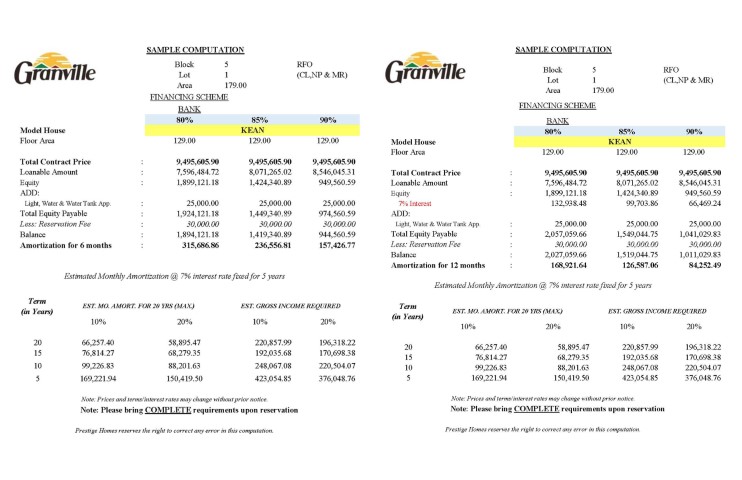 SAMPLE COMPUTATION
Granville
Block 5 RFO
Lot 1 (CL,NP & MR)
Area 179.00
FINANCING SCHEME
BANK
80% 85% 90%
Model House KEAN
Floor Area 129.00 129.00 129.00
Total Contract Price : 9,495,605.90 9,495,605.90 9,495,605.90
Loanable Amount : 7,596,484.72 8,071,265.02 8,546,045.31
Equity : 1,899,121.18 1,424,340.89 949,560.59
ADD:
Light, Water & Water Tank App. : 25,000.00 25,000.00 25,000.00
Total Equity Payable : 1,924,121.18 1,449,340.89 974,560.59
Less: Reservation Fee : 30,000.00 30,000.00 30,000.00
Balance : 1,894,121.18 1,419,340.89 944,560.59
Amortization for 6 months : 315,686.86 236,556.81 157,426.77
Estimated Monthly Amortization @ 7% interest rate fixed for 5 years
Term
(in Years) EST. MO. AMORT. FOR 20 YRS (MAX.) EST. GROSS INCOME REQUIRED
10% 20% 10% 20%
20 66,257.40 58,895.47 220,857.99 196,318.22
15 76,814.27 68,279.35 192,035.68 170,698.38
10 99,226.83 88,201.63 248,067.08 220,504.07
5 169,221.94 150,419.50 423,054.85 376,048.76
Note: Prices and terms/interest rates may change without prior notice.
Note: Please bring COMPLETE requirements upon reservation
Prestige Homes reserves the right to correct any error in this computation.
SAMPLE COMPUTATION
Granville
Block 5 RFO
Lot 1 (CL,NP & MR)
Area 179.00
FINANCING SCHEME
BANK
80% 85% 90%
Model House KEAN
Floor Area 129.00 129.00 129.00
Total Contract Price : 9,495,605.90 9,495,605.90 9,495,605.90
Loanable Amount : 7,596,484.72 8,071,265.02 8,546,045.31
Equity : 1,899,121.18 1,424,340.89 949,560.59
7% Interest 132,938.48 99,703.86 66,469.24
ADD:
Light, Water & Water Tank App. : 25,000.00 25,000.00 25,000.00
Total Equity Payable : 2,057,059.66 1,549,044.75 1,041,029.83
Less: Reservation Fee : 30,000.00 30,000.00 30,000.00
Balance : 2,027,059.66 1,519,044.75 1,011,029.83
Amortization for 12 months : 168,921.64 126,587.06 84,252.49
Estimated Monthly Amortization @ 7% interest rate fixed for 5 years
Term
(in Years) EST. MO. AMORT. FOR 20 YRS (MAX.) EST. GROSS INCOME REQUIRED
10% 20% 10% 20%
20 66,257.40 58,895.47 220,857.99 196,318.22
15 76,814.27 68,279.35 192,035.68 170,698.38
10 99,226.83 88,201.63 248,067.08 220,504.07
5 169,221.94 150,419.50 423,054.85 376,048.76
Note: Prices and terms/interest rates may change without prior notice.
Note: Please bring COMPLETE requirements upon reservation
Prestige Homes reserves the right to correct any error in this computation.